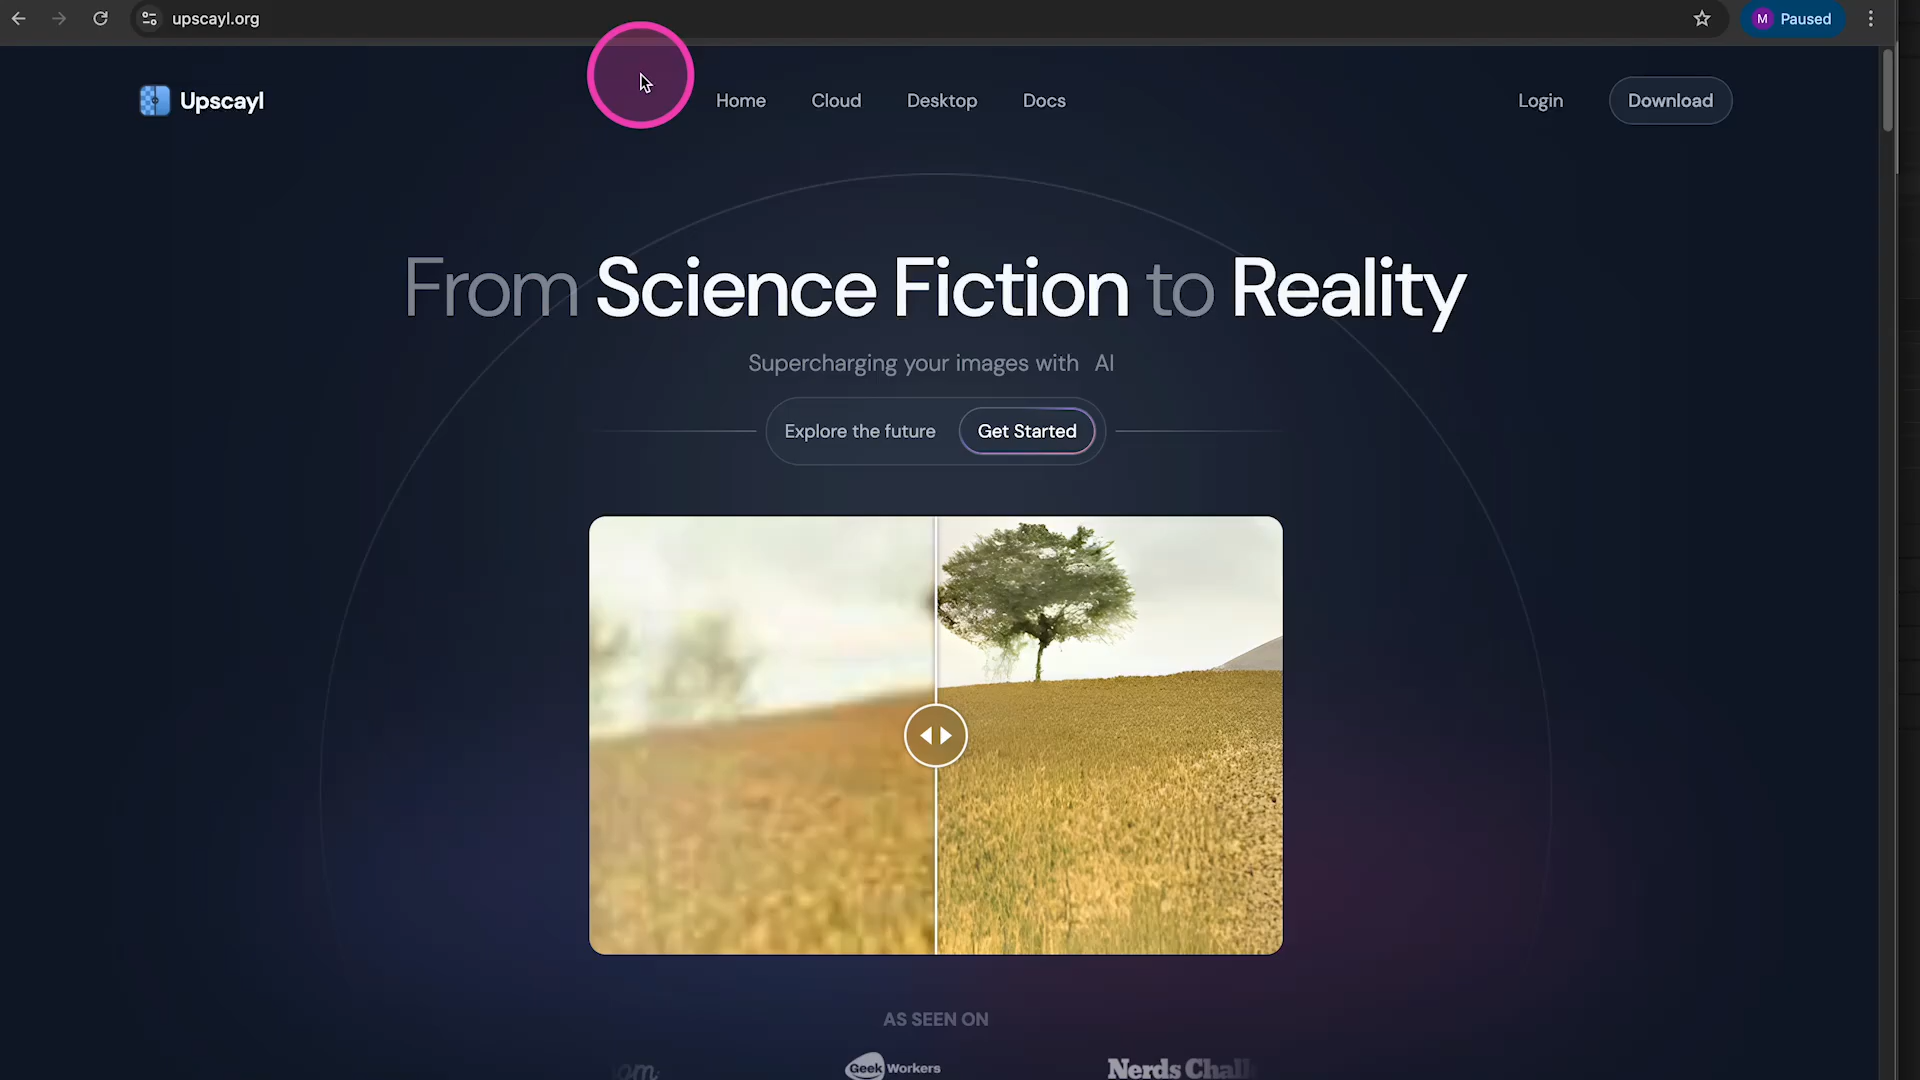 upscayl.org
M Paused
Upscayl
Home Cloud Desktop Docs
Login Download
From Science Fiction to Reality
Supercharging your images with AI
Explore the future Get Started
AS SEEN ON
Geek Workers
Nerds